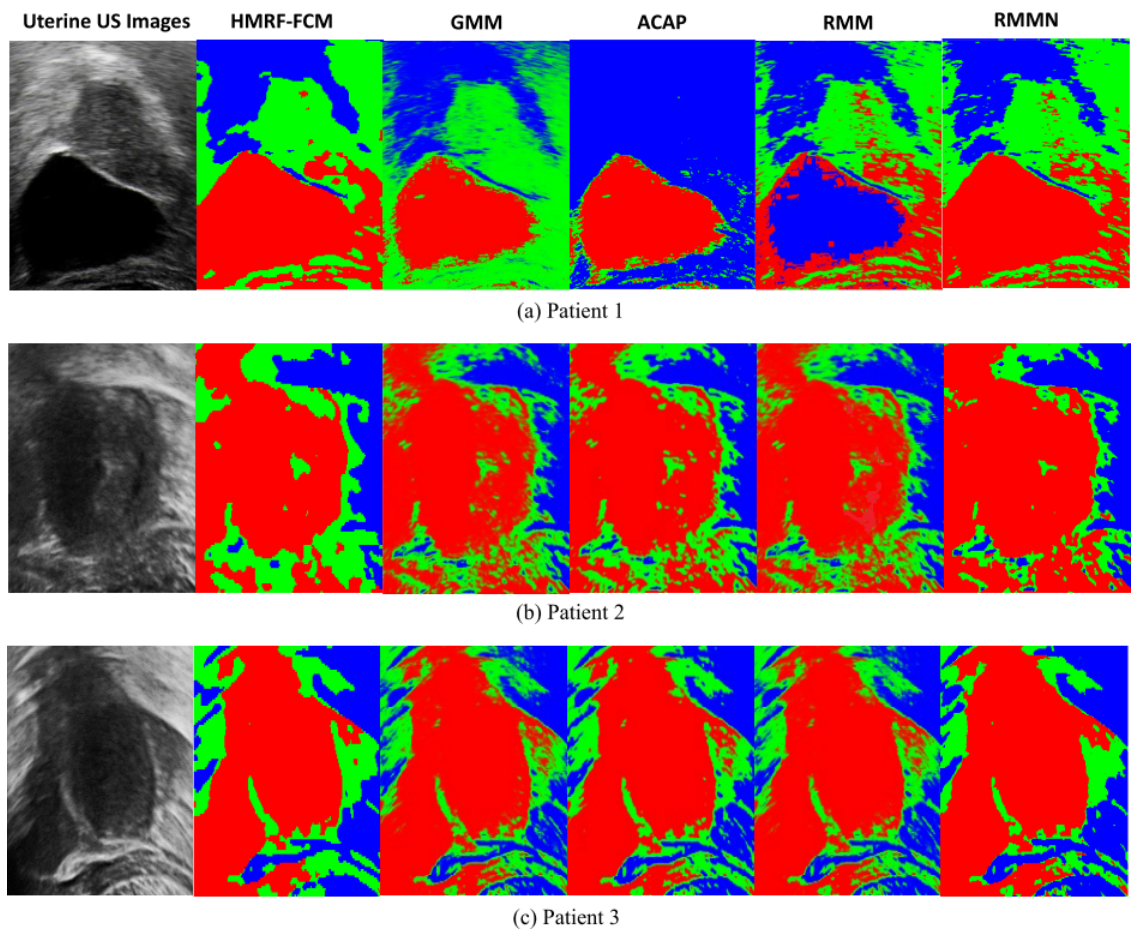 Uterine US Images HMRF-FCM GMM ACAP RMM RMMN
(a) Patient 1
(b) Patient 2
(c) Patient 3